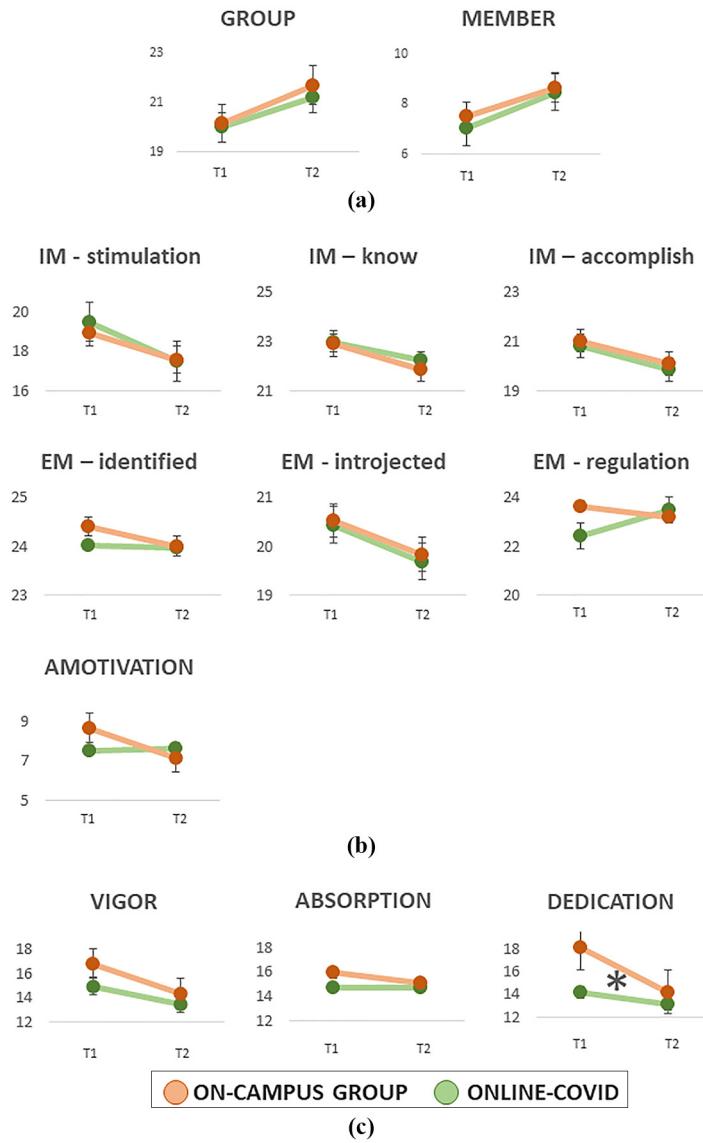 GROUP MEMBER
23 10
21 8
19 6
T1 T2 T1 T2
(a)
IM - stimulation IM – know IM – accomplish
20 25 23
18 23 21
16 21 19
T1 T2 T1 T2 T1 T2
EM – identified EM - introjected EM - regulation
25 21 24
24 20 22
23 19 20
T1 T2 T1 T2 T1 T2
AMOTIVATION
9
7
5
T1 T2
(b)
VIGOR ABSORPTION DEDICATION
18 18 18
16 16 16
14 14 14
12 12 12
*
T1 T2 T1 T2 T1 T2
ON-CAMPUS GROUP ONLINE-COVID
(c)